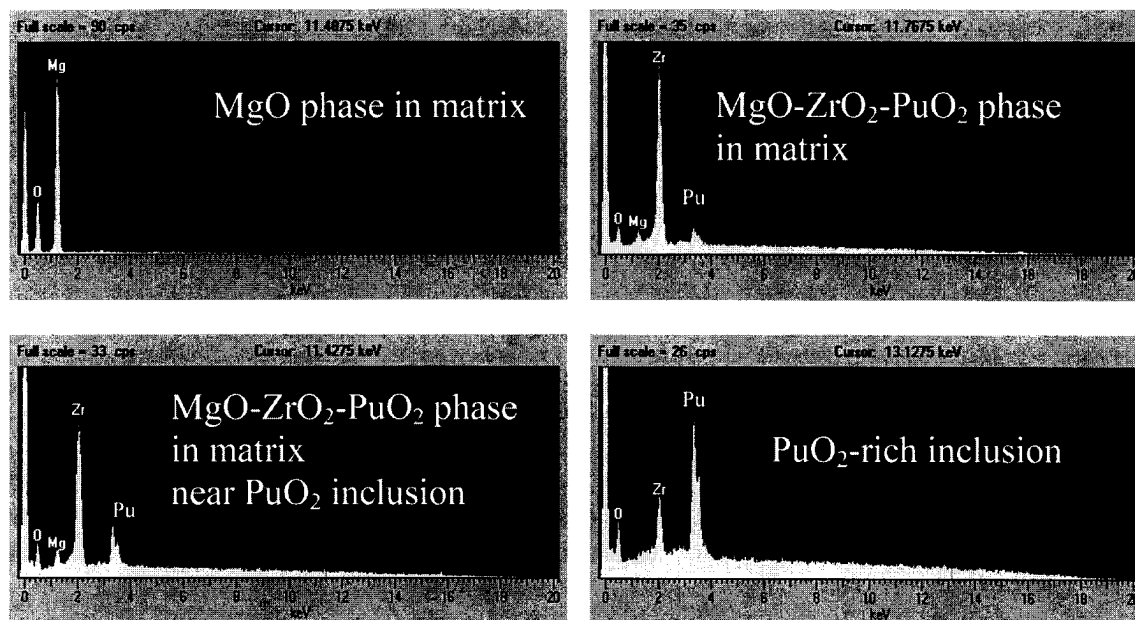 Full scale = 90 cps Cursor: 11.4075 keV
Mg
MgO phase in matrix
O
0 2 4 6 8 10 12 14 16 18 20
keV
Full scale = 35 cps Cursor: 11.7675 keV
Zr
MgO-ZrO₂-PuO₂ phase
in matrix
Pu
O Mg
0 2 4 6 8 10 12 14 16 18 20
keV
Full scale = 33 cps Cursor: 11.4275 keV
Zr
MgO-ZrO₂-PuO₂ phase
in matrix
near PuO₂ inclusion
Pu
O Mg
0 2 4 6 8 10 12 14 16 18 20
keV
Full scale = 26 cps Cursor: 13.1275 keV
Pu
PuO₂-rich inclusion
Zr
O
0 2 4 6 8 10 12 14 16 18 20
keV